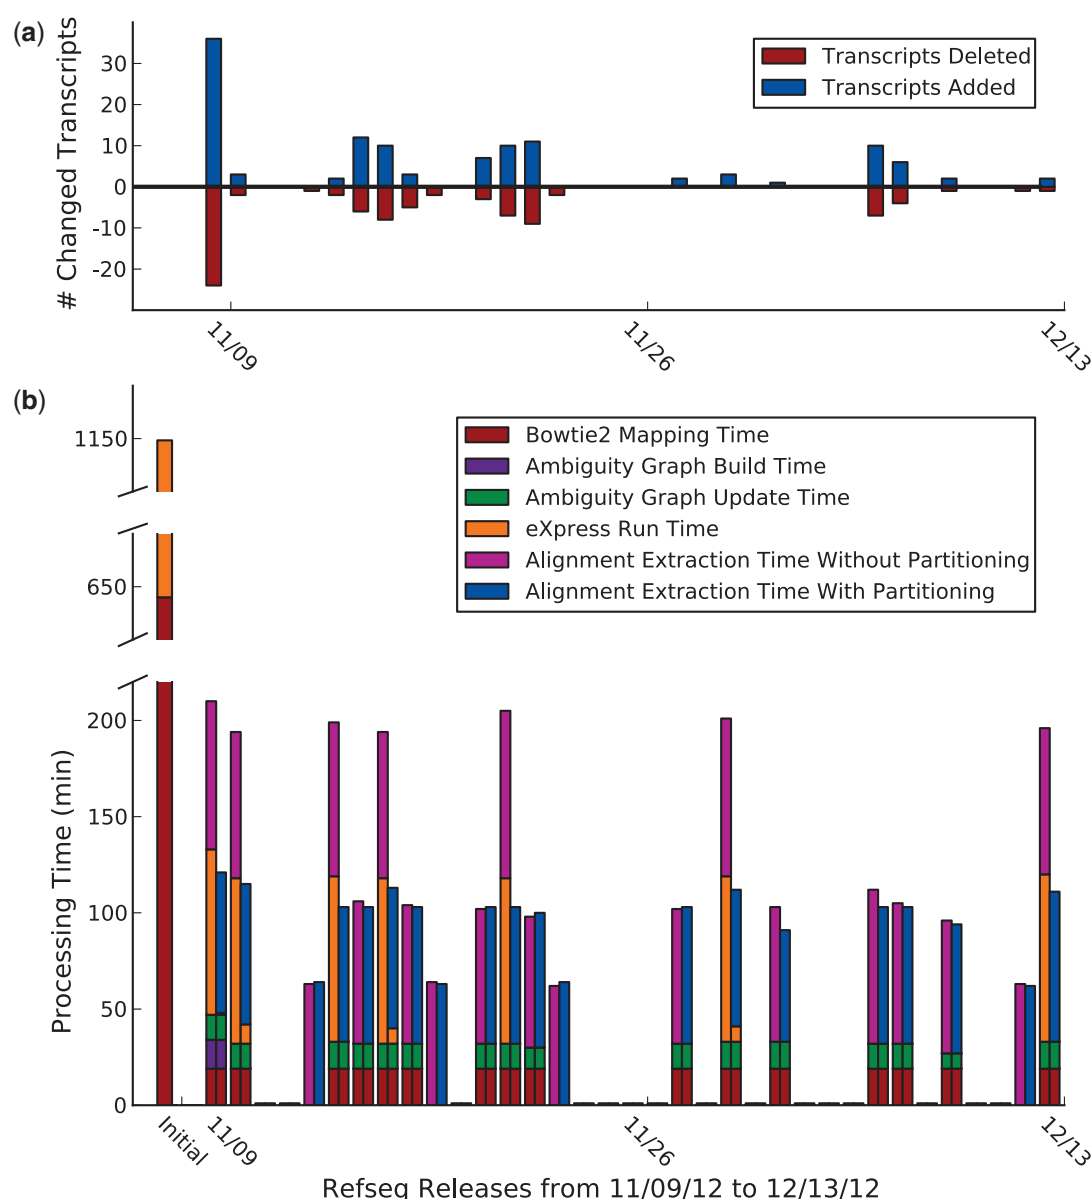 (a)
# Changed Transcripts
30
20
10
0
-10
-20
Transcripts Deleted
Transcripts Added
11/09
11/26
12/13
(b)
Processing Time (min)
1150
650
200
150
100
50
0
Bowtie2 Mapping Time
Ambiguity Graph Build Time
Ambiguity Graph Update Time
eXpress Run Time
Alignment Extraction Time Without Partitioning
Alignment Extraction Time With Partitioning
Initial
11/09
11/26
12/13
Refseq Releases from 11/09/12 to 12/13/12